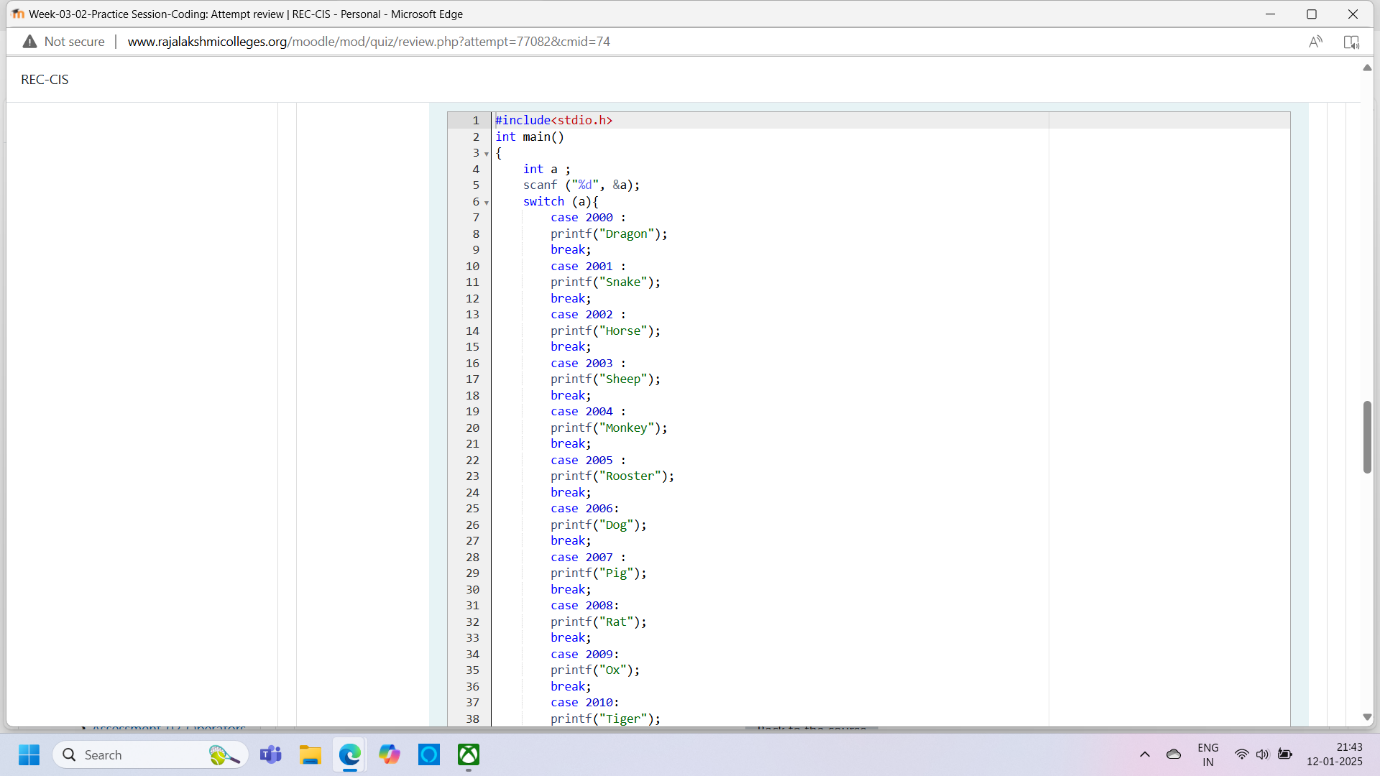 Week-03-02-Practice Session-Coding: Attempt review | REC-CIS - Personal - Microsoft Edge
Not secure | www.rajalakshmicolleges.org/moodle/mod/quiz/review.php?attempt=77082&cmid=74
REC-CIS
1 #include<stdio.h>
2 int main()
3 {
4 int a ;
5 scanf ("%d", &a);
6 switch (a){
7 case 2000 :
8 printf("Dragon");
9 break;
10 case 2001 :
11 printf("Snake");
12 break;
13 case 2002 :
14 printf("Horse");
15 break;
16 case 2003 :
17 printf("Sheep");
18 break;
19 case 2004 :
20 printf("Monkey");
21 break;
22 case 2005 :
23 printf("Rooster");
24 break;
25 case 2006:
26 printf("Dog");
27 break;
28 case 2007 :
29 printf("Pig");
30 break;
31 case 2008:
32 printf("Rat");
33 break;
34 case 2009:
35 printf("Ox");
36 break;
37 case 2010:
38 printf("Tiger");
Search
ENG
IN
21:43
12-01-2025